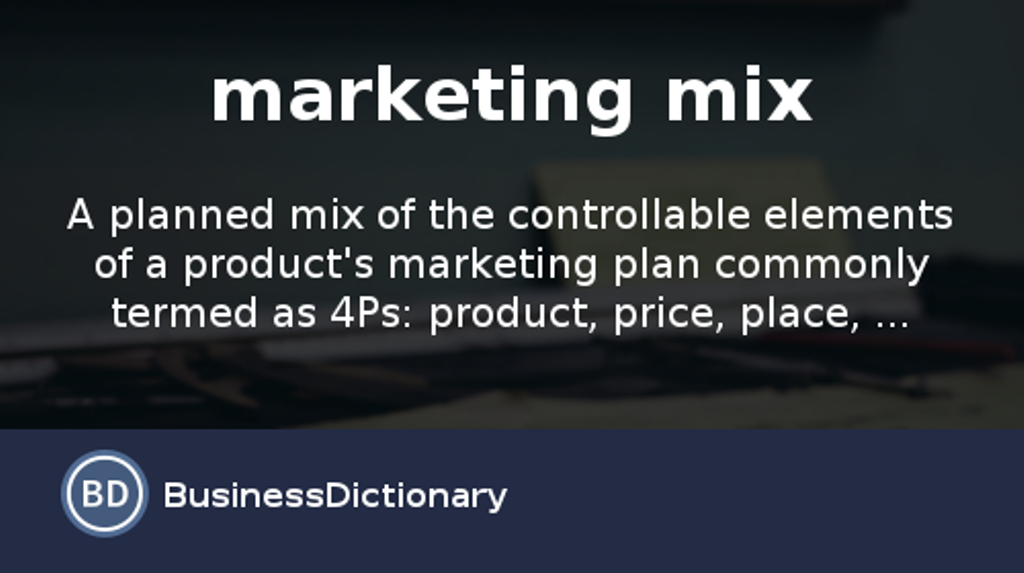 marketing mix
A planned mix of the controllable elements
of a product's marketing plan commonly
termed as 4Ps: product, price, place, ...
BD BusinessDictionary